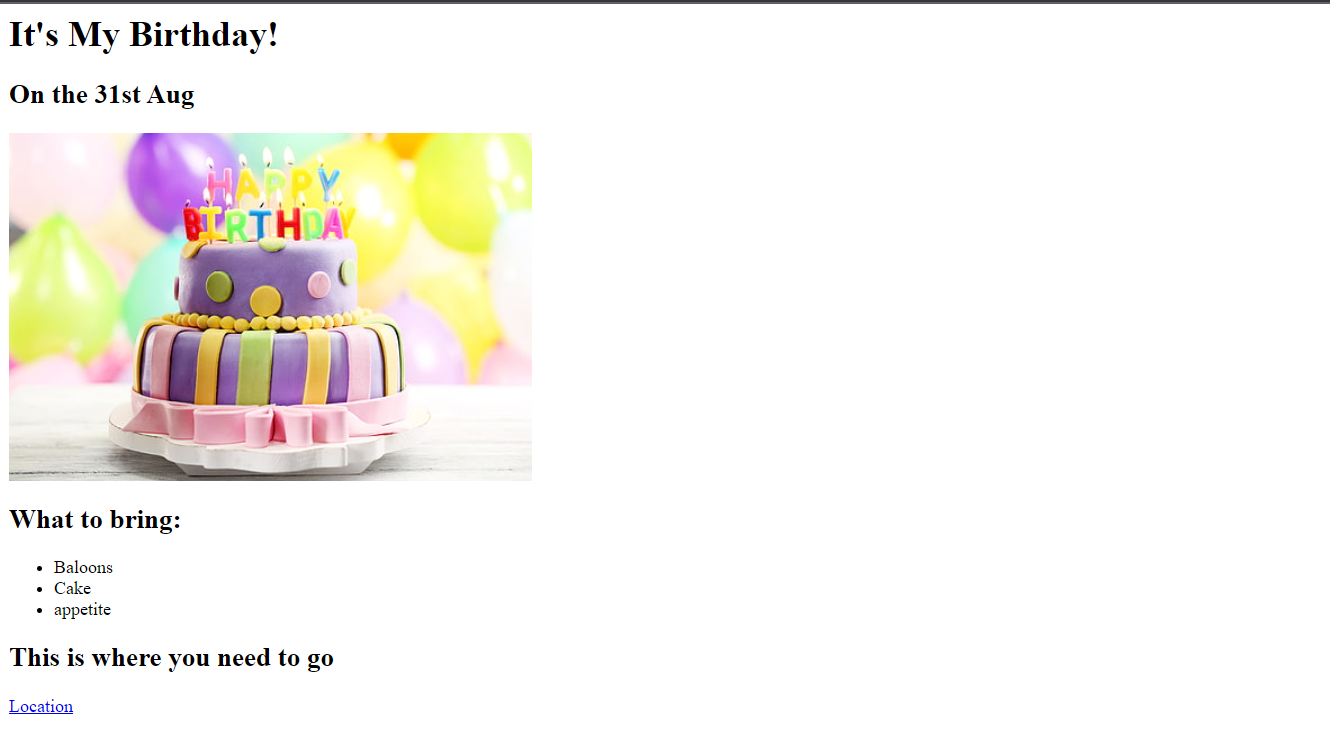 It's My Birthday!
On the 31st Aug
HAPPY
BIRTHDAY
What to bring:
Baloons
Cake
appetite
This is where you need to go
Location